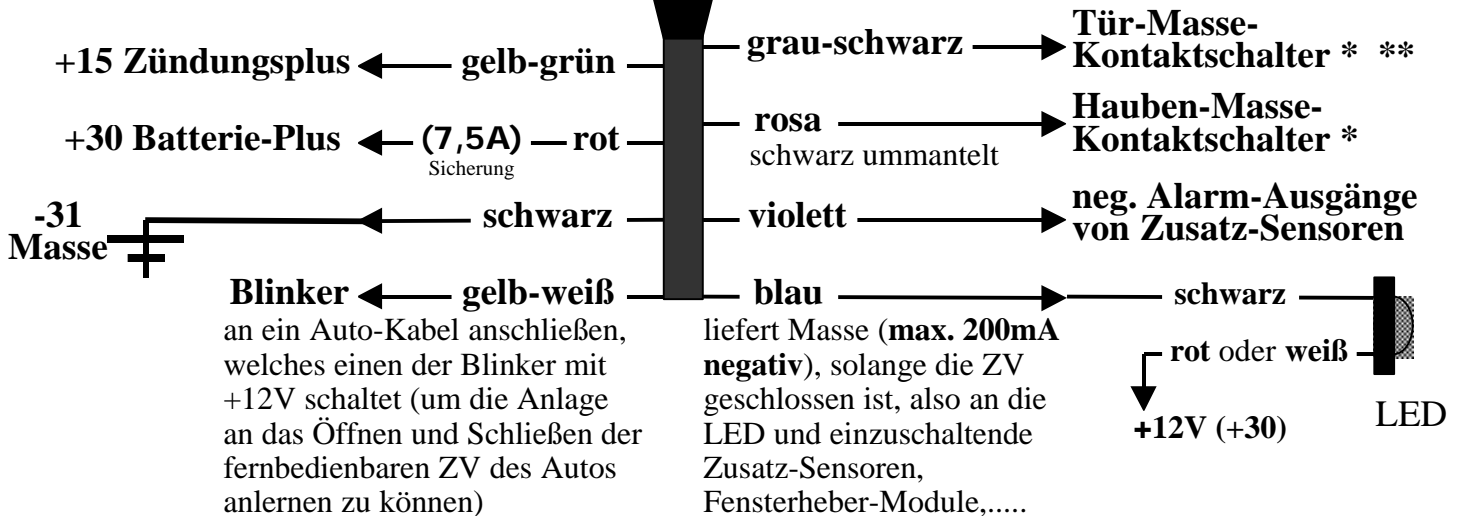 +15 Zündungsplus
gelb-grün
grau-schwarz
Tür-Masse-
Kontaktschalter * **
+30 Batterie-Plus
(7,5A)
Sicherung
rot
rosa
schwarz ummantelt
Hauben-Masse-
Kontaktschalter *
-31
Masse
schwarz
violett
neg. Alarm-Ausgänge
von Zusatz-Sensoren
Blinker
gelb-weiß
an ein Auto-Kabel anschließen,
welches einen der Blinker mit
+12V schaltet (um die Anlage
an das Öffnen und Schließen der
fernbedienbaren ZV des Autos
anlernen zu können)
blau
liefert Masse (max. 200mA
negativ), solange die ZV
geschlossen ist, also an die
LED und einzuschaltende
Zusatz-Sensoren,
Fensterheber-Module,.....
schwarz
rot oder weiß
+12V (+30)
LED